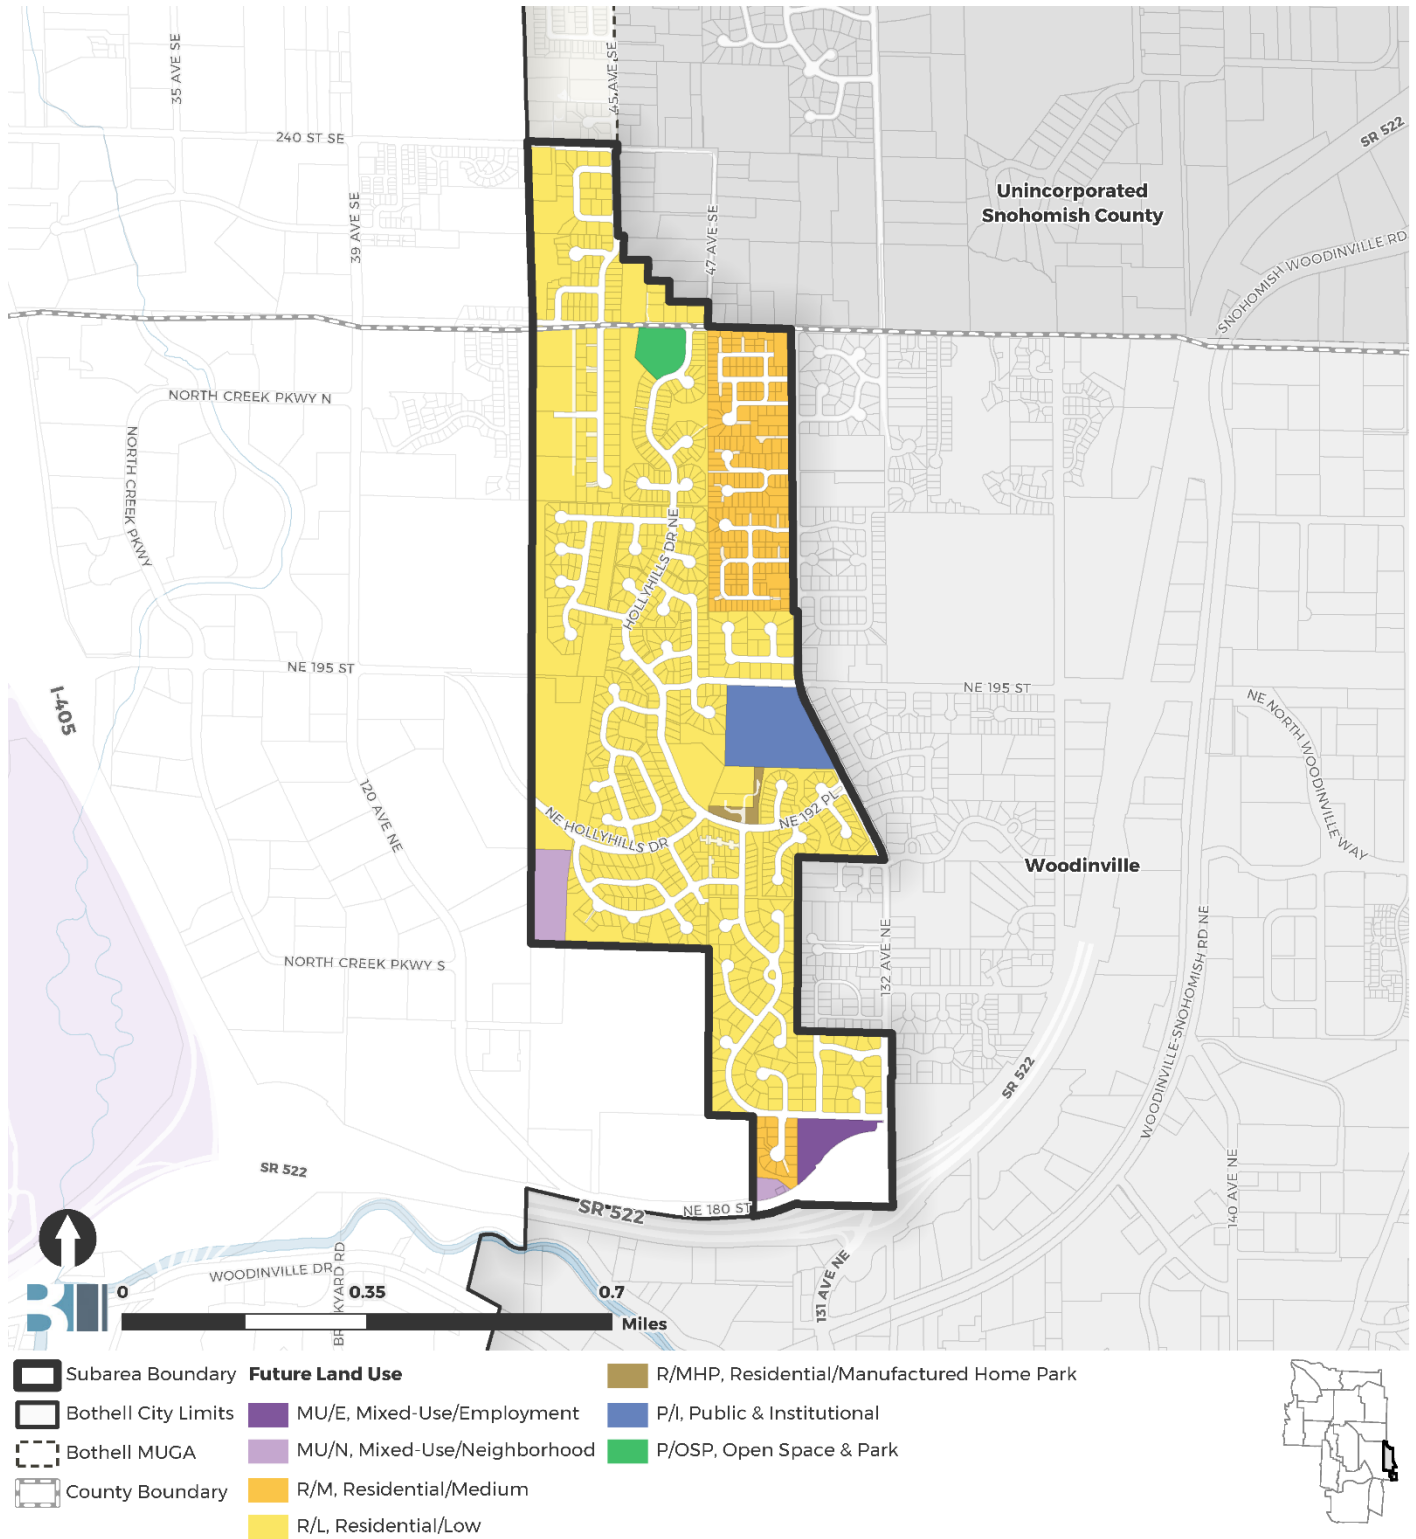 35 AVE SE
45 AVE SE
240 ST SE
SR 522
39 AVE SE
47 AVE SE
Unincorporated
Snohomish County
SNOHOMISH WOODINVILLE RD
NORTH CREEK PKWY N
NORTH CREEK PKWY
HOLLYHILLS DR NE
NE 195 ST
NE 195 ST
I-405
NE NORTH WOODINVILLE WAY
120 AVE NE
NE HOLLYHILLS DR
NE 192 PL
Woodinville
132 AVE NE
NORTH CREEK PKWY S
WOODINVILLE-SNOHOMISH RD NE
SR 522
SR 522
SR 522
NE 180 ST
140 AVE NE
131 AVE NE
WOODINVILLE DR
KYARD RD
BR
0
0.35
0.7
Miles
Subarea Boundary
Bothell City Limits
Bothell MUGA
County Boundary
Future Land Use
MU/E, Mixed-Use/Employment
MU/N, Mixed-Use/Neighborhood
R/M, Residential/Medium
R/L, Residential/Low
R/MHP, Residential/Manufactured Home Park
P/I, Public & Institutional
P/OSP, Open Space & Park